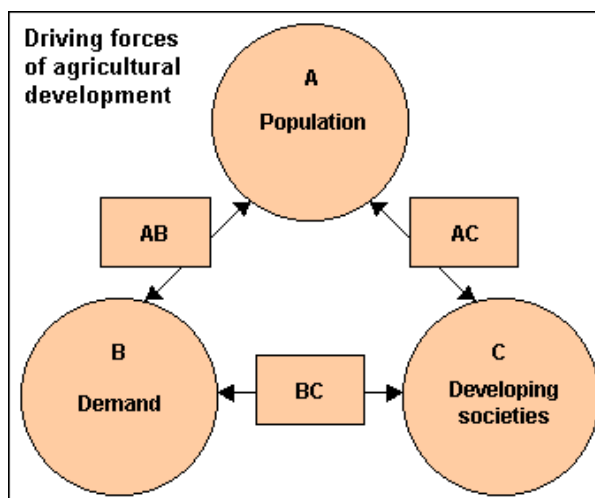 Driving forces
of agricultural
development
A
Population
AB
AC
B
Demand
BC
C
Developing
societies